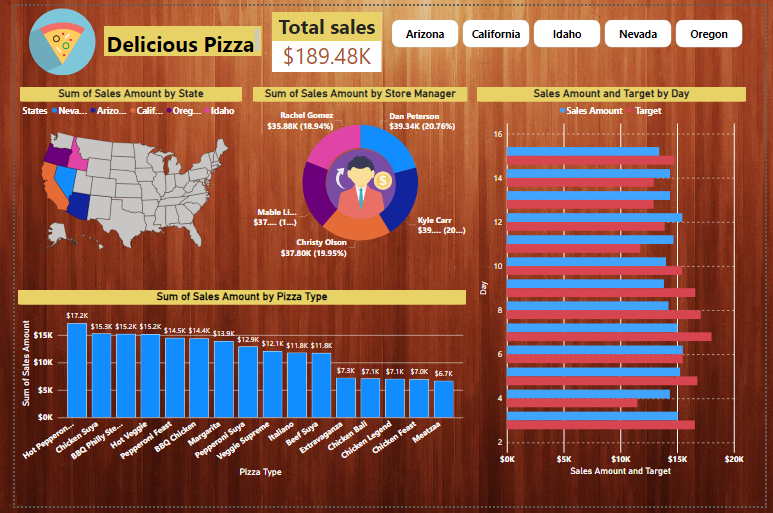 Delicious Pizza
Total sales
$189.48K
Arizona
California
Idaho
Nevada
Oregon
Sum of Sales Amount by State
States Neva... Arizo... Calif... Oreg... Idaho
Sum of Sales Amount by Store Manager
Rachel Gomez
$35.88K (18.94%)
Dan Peterson
$39.34K (20.76%)
Mable Li...
$37.... (1...)
Kyle Carr
$39.... (20...)
Christy Olson
$37.80K (19.95%)
Sales Amount and Target by Day
Sales Amount Target
16
14
12
10
8
6
4
2
Day
$0K $5K $10K $15K $20K
Sales Amount and Target
Sum of Sales Amount by Pizza Type
Sum of Sales Amount
$15K
$10K
$5K
$0K
$17.2K $15.3K $15.2K $15.2K $14.5K $14.4K $13.9K $12.9K $12.1K $11.8K $11.8K $7.3K $7.1K $7.1K $7.0K $6.7K
Hot Pepperon... Chicken Suya BBQ Philly Ste... Hot Veggie Pepperoni Feast BBQ Chicken Margarita Pepperoni Suya Veggie Supreme Italiano Beef Suya Extravaganza Chicken Bali Chicken Legend Chicken Feast Meatzaa
Pizza Type